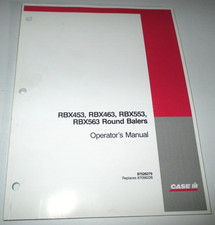 RBX453, RBX463, RBX553,
RBX563 Round Balers
Operator's Manual
CASE IH